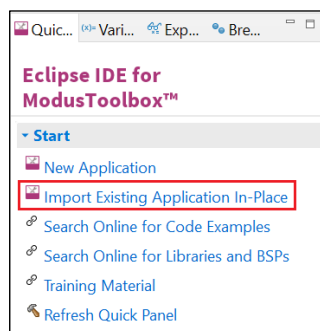 Quic... (x)= Vari... Exp... Bre...
Eclipse IDE for
ModusToolbox™
Start
New Application
Import Existing Application In-Place
Search Online for Code Examples
Search Online for Libraries and BSPs
Training Material
Refresh Quick Panel